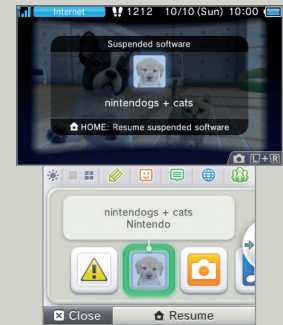 Internet 1212 10/10 (Sun) 10:00
Suspended software
nintendogs + cats
HOME: Resume suspended software
L+R
nintendogs + cats
Nintendo
Close Resume